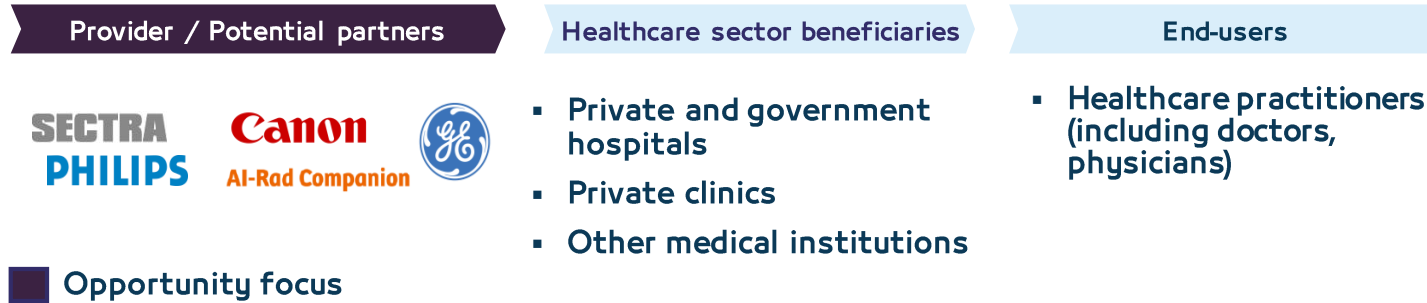 Provider / Potential partners
SECTRA
PHILIPS
Canon
AI-Rad Companion
GE
Healthcare sector beneficiaries
▪ Private and government
hospitals
▪ Private clinics
▪ Other medical institutions
End-users
▪ Healthcare practitioners
(including doctors,
physicians)
Opportunity focus